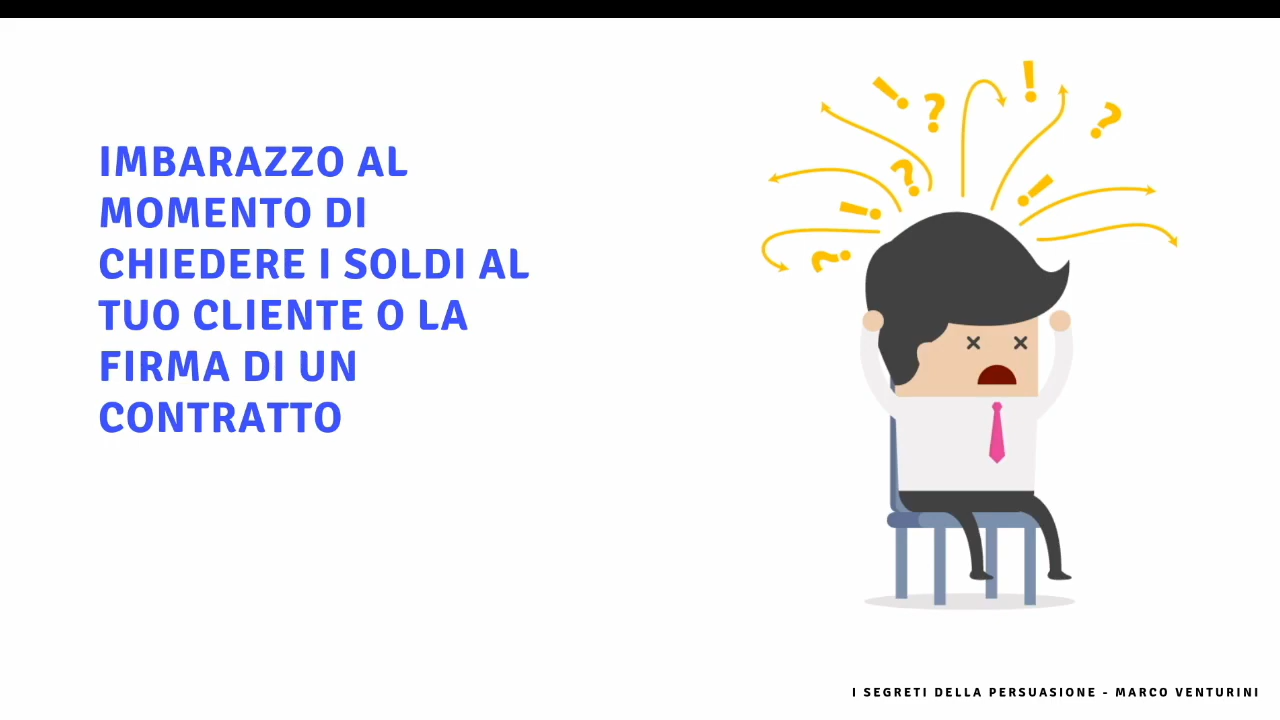 IMBARAZZO AL
MOMENTO DI
CHIEDERE I SOLDI AL
TUO CLIENTE O LA
FIRMA DI UN
CONTRATTO
I SEGRETI DELLA PERSUASIONE - MARCO VENTURINI